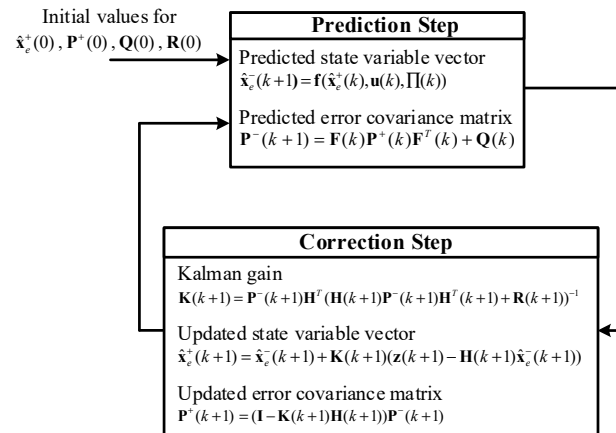 Initial values for
x̂ₑ⁺(0) , P⁺(0) , Q(0) , R(0)
Prediction Step
Predicted state variable vector
x̂ₑ⁻(k+1) = f(x̂ₑ⁺(k),u(k),∏(k))
Predicted error covariance matrix
P⁻(k+1) = F(k)P⁺(k)Fᵀ(k)+Q(k)
Correction Step
Kalman gain
K(k+1) = P⁻(k+1)Hᵀ(H(k+1)P⁻(k+1)Hᵀ(k+1)+R(k+1))⁻¹
Updated state variable vector
x̂ₑ⁺(k+1) = x̂ₑ⁻(k+1)+K(k+1)(z(k+1)−H(k+1)x̂ₑ⁻(k+1))
Updated error covariance matrix
P⁺(k+1) = (I−K(k+1)H(k+1))P⁻(k+1)